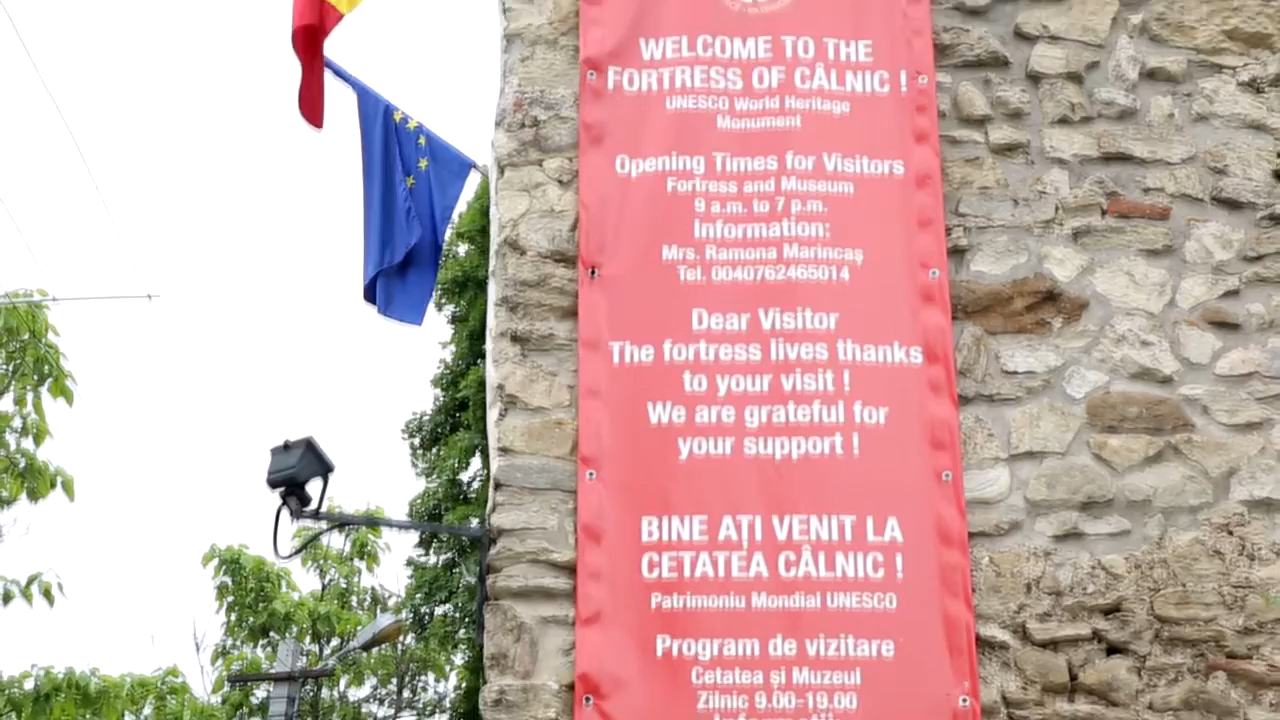 WELCOME TO THE
FORTRESS OF CÂLNIC !
UNESCO World Heritage
Monument
Opening Times for Visitors
Fortress and Museum
9 a.m. to 7 p.m.
Information:
Mrs. Ramona Marincaș
Tel. 0040762465014
Dear Visitor
The fortress lives thanks
to your visit !
We are grateful for
your support !
BINE AȚI VENIT LA
CETATEA CÂLNIC !
Patrimoniu Mondial UNESCO
Program de vizitare
Cetatea și Muzeul
Zilnic 9.00-19.00